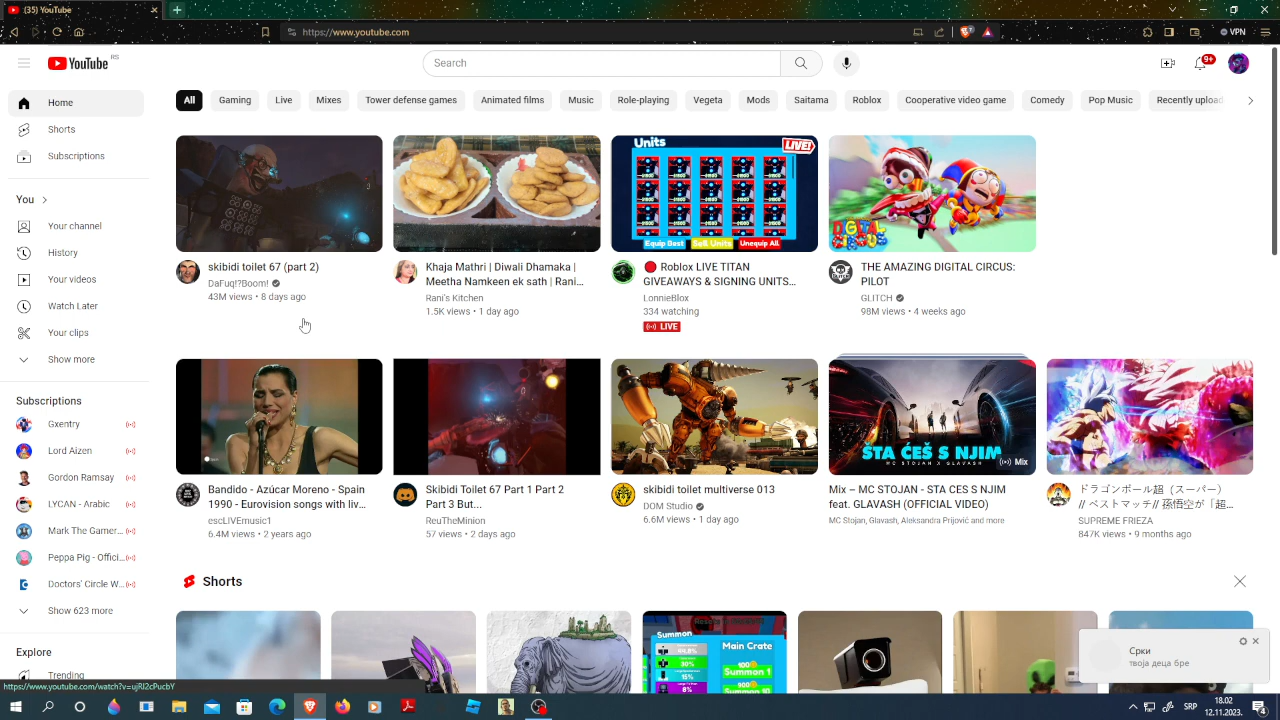 (35) YouTube
https://www.youtube.com
VPN
YouTube RS
Search
9+
Home
Shorts
Subscriptions
You
Your channel
History
Your videos
Watch Later
Your clips
Show more
Subscriptions
Gxentry
Lord Aizen
Gordon Ramsay
LYCAN - Arabic
Mark The Gamer...
Peppa Pig - Offici...
Doctors' Circle W...
Show 623 more
Explore
Trending
All
Gaming
Live
Mixes
Tower defense games
Animated films
Music
Role-playing
Vegeta
Mods
Saitama
Roblox
Cooperative video game
Comedy
Pop Music
Recently upload
skibidi toilet 67 (part 2)
DaFuq!?Boom!
43M views • 8 days ago
Khaja Mathri | Diwali Dhamaka |
Meetha Namkeen ek sath | Rani...
Rani's Kitchen
1.5K views • 1 day ago
Units
LIVE!
Equip Best
Sell Units
Unequip All
Roblox LIVE TITAN
GIVEAWAYS & SIGNING UNITS...
LonnieBlox
334 watching
LIVE
DIGITAL CIRCUS
THE AMAZING DIGITAL CIRCUS:
PILOT
GLITCH
98M views • 4 weeks ago
Bandido - Azúcar Moreno - Spain
1990 - Eurovision songs with liv...
escLIVEmusic1
6.4M views • 2 years ago
Skibidi Toilet 67 Part 1 Part 2
Part 3 But...
ReuTheMinion
57 views • 2 days ago
skibidi toilet multiverse 013
DOM Studio
6.6M views • 1 day ago
ŠTA ĆEŠ S NJIM
MC STOJAN X GLAVASH
Mix
Mix – MC STOJAN - STA CES S NJIM
feat. GLAVASH (OFFICIAL VIDEO)
MC Stojan, Glavash, Aleksandra Prijović and more
ドラゴンボール超（スーパー）
// ベストマッチ// 孫悟空が「超...
SUPREME FRIEZA
847K views • 9 months ago
Shorts
Summon
44.8%
30%
15%
8%
Main Crate
Summon 1
Summon 10
Срки
твоја деца бре
https://www.youtube.com/watch?v=ujRI2cPucbY
SRP
18.02
12.11.2023.
4